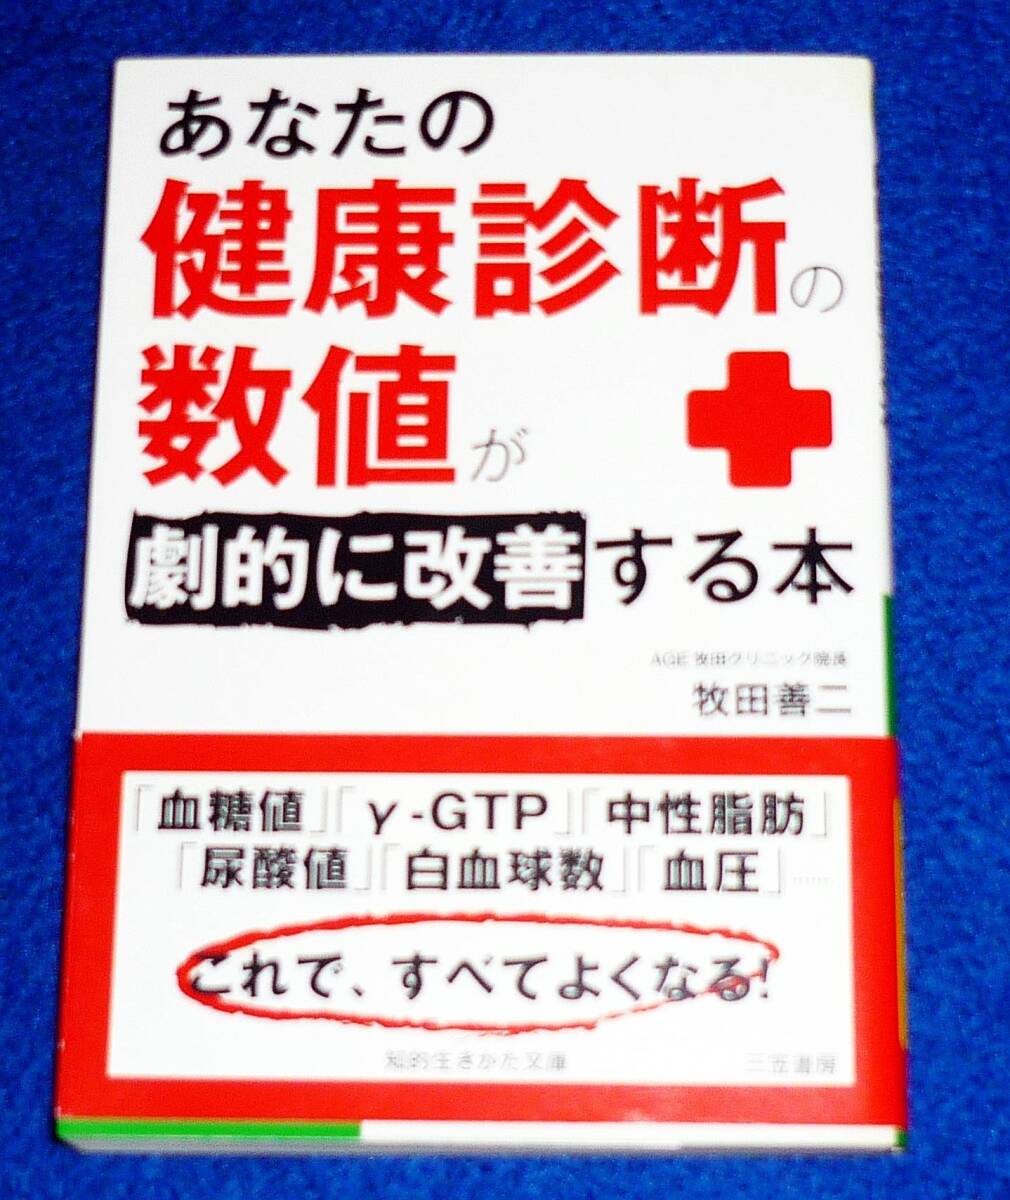 あなたの
健康診断の
数値が
劇的に改善する本
AGE 牧田クリニック院長
牧田善二
「血糖値」「γ-GTP」「中性脂肪」
「尿酸値」「白血球数」「血圧」……
これで、すべてよくなる!
知的生きかた文庫 三笠書房